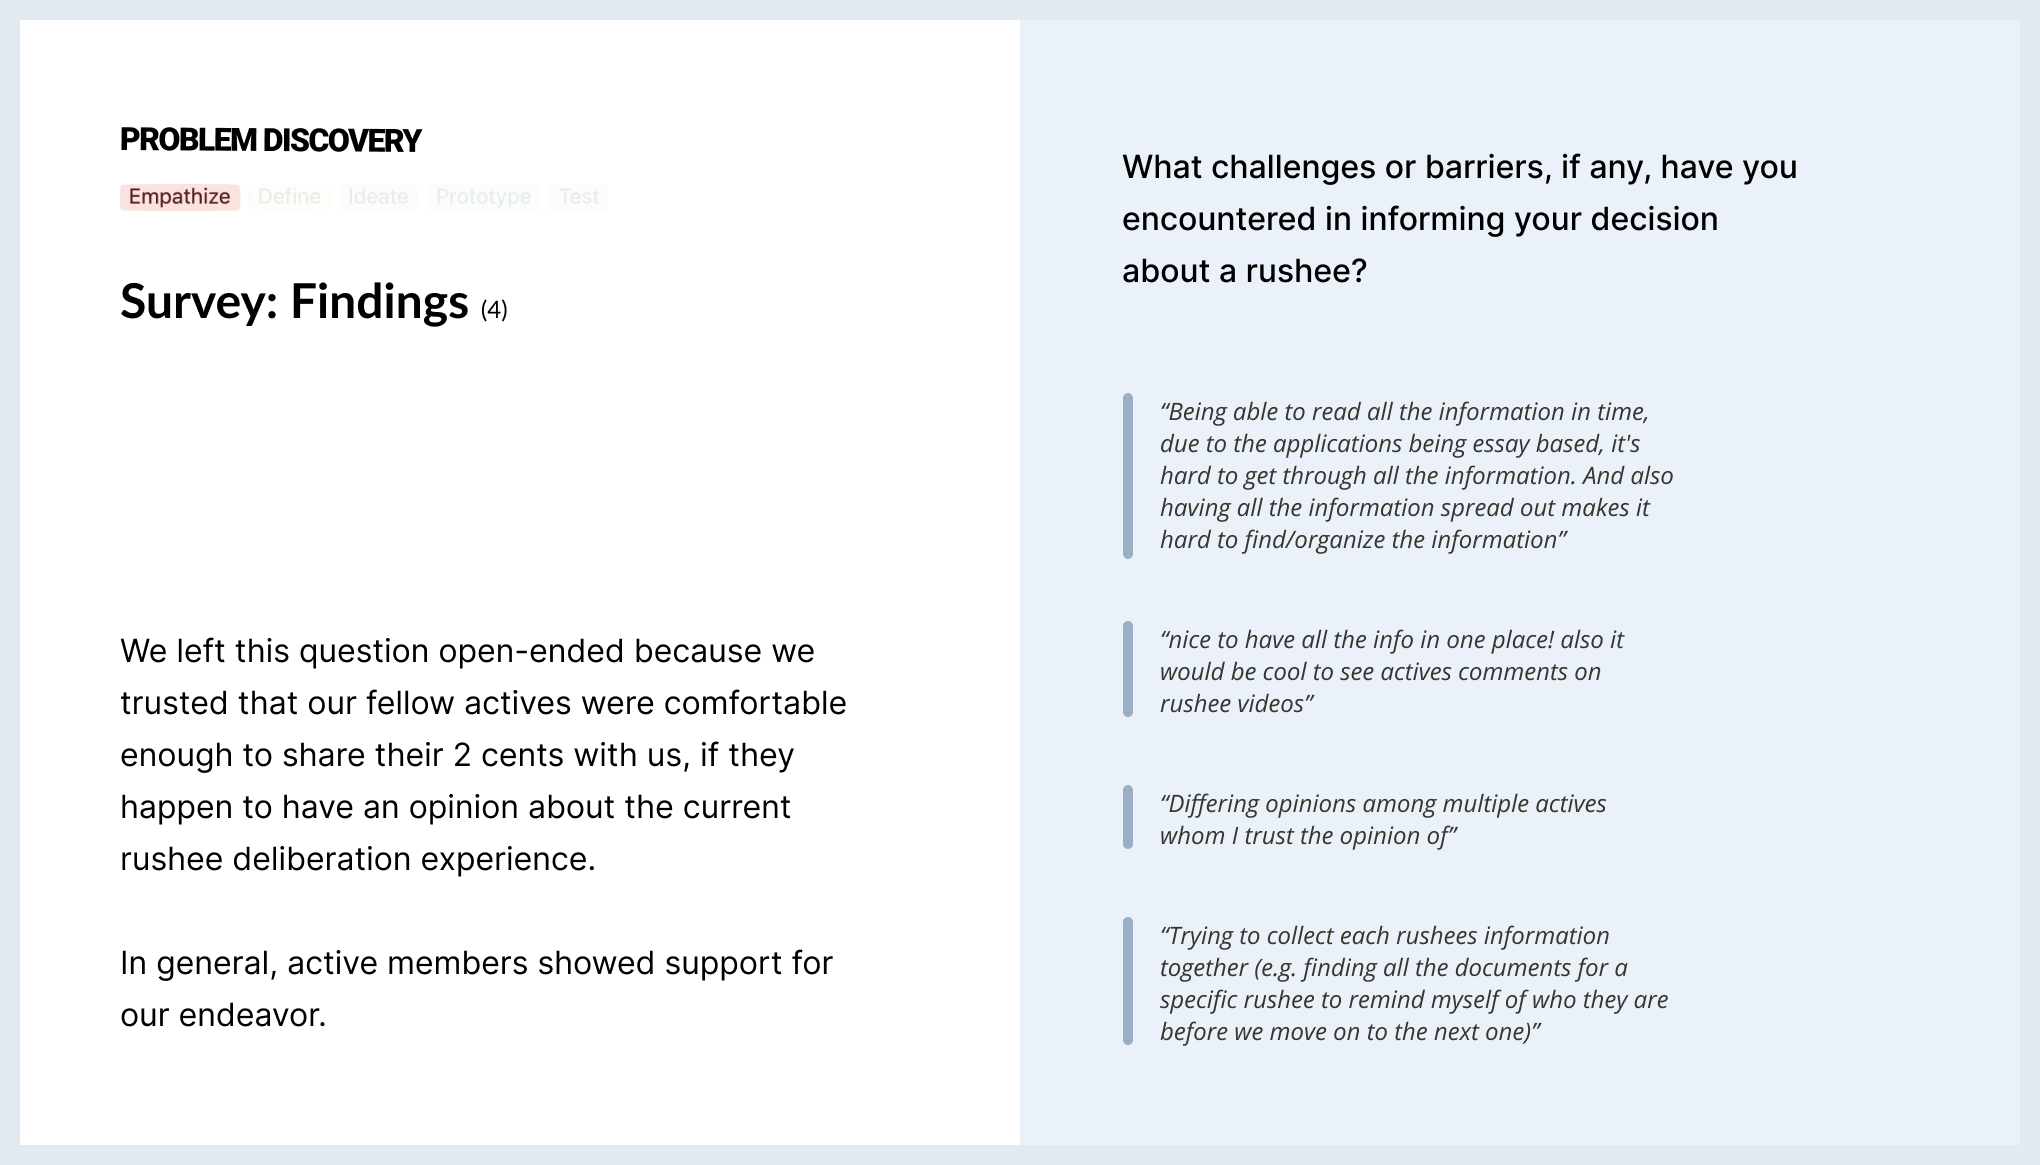 PROBLEM DISCOVERY
Empathize Define Ideate Prototype Test
Survey: Findings (4)
We left this question open-ended because we
trusted that our fellow actives were comfortable
enough to share their 2 cents with us, if they
happen to have an opinion about the current
rushee deliberation experience.
In general, active members showed support for
our endeavor.
What challenges or barriers, if any, have you
encountered in informing your decision
about a rushee?
“Being able to read all the information in time,
due to the applications being essay based, it's
hard to get through all the information. And also
having all the information spread out makes it
hard to find/organize the information”
“nice to have all the info in one place! also it
would be cool to see actives comments on
rushee videos”
“Differing opinions among multiple actives
whom I trust the opinion of”
“Trying to collect each rushees information
together (e.g. finding all the documents for a
specific rushee to remind myself of who they are
before we move on to the next one)”